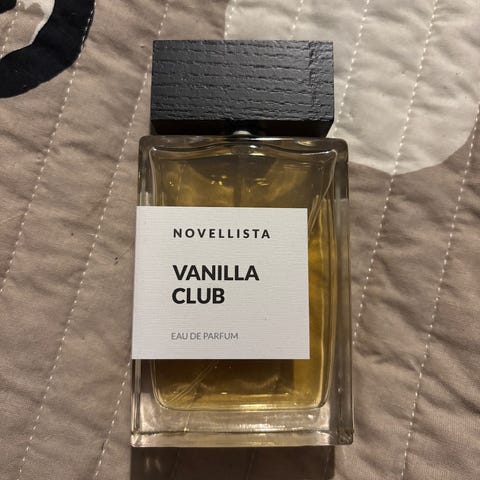 NOVELLISTA
VANILLA
CLUB
EAU DE PARFUM